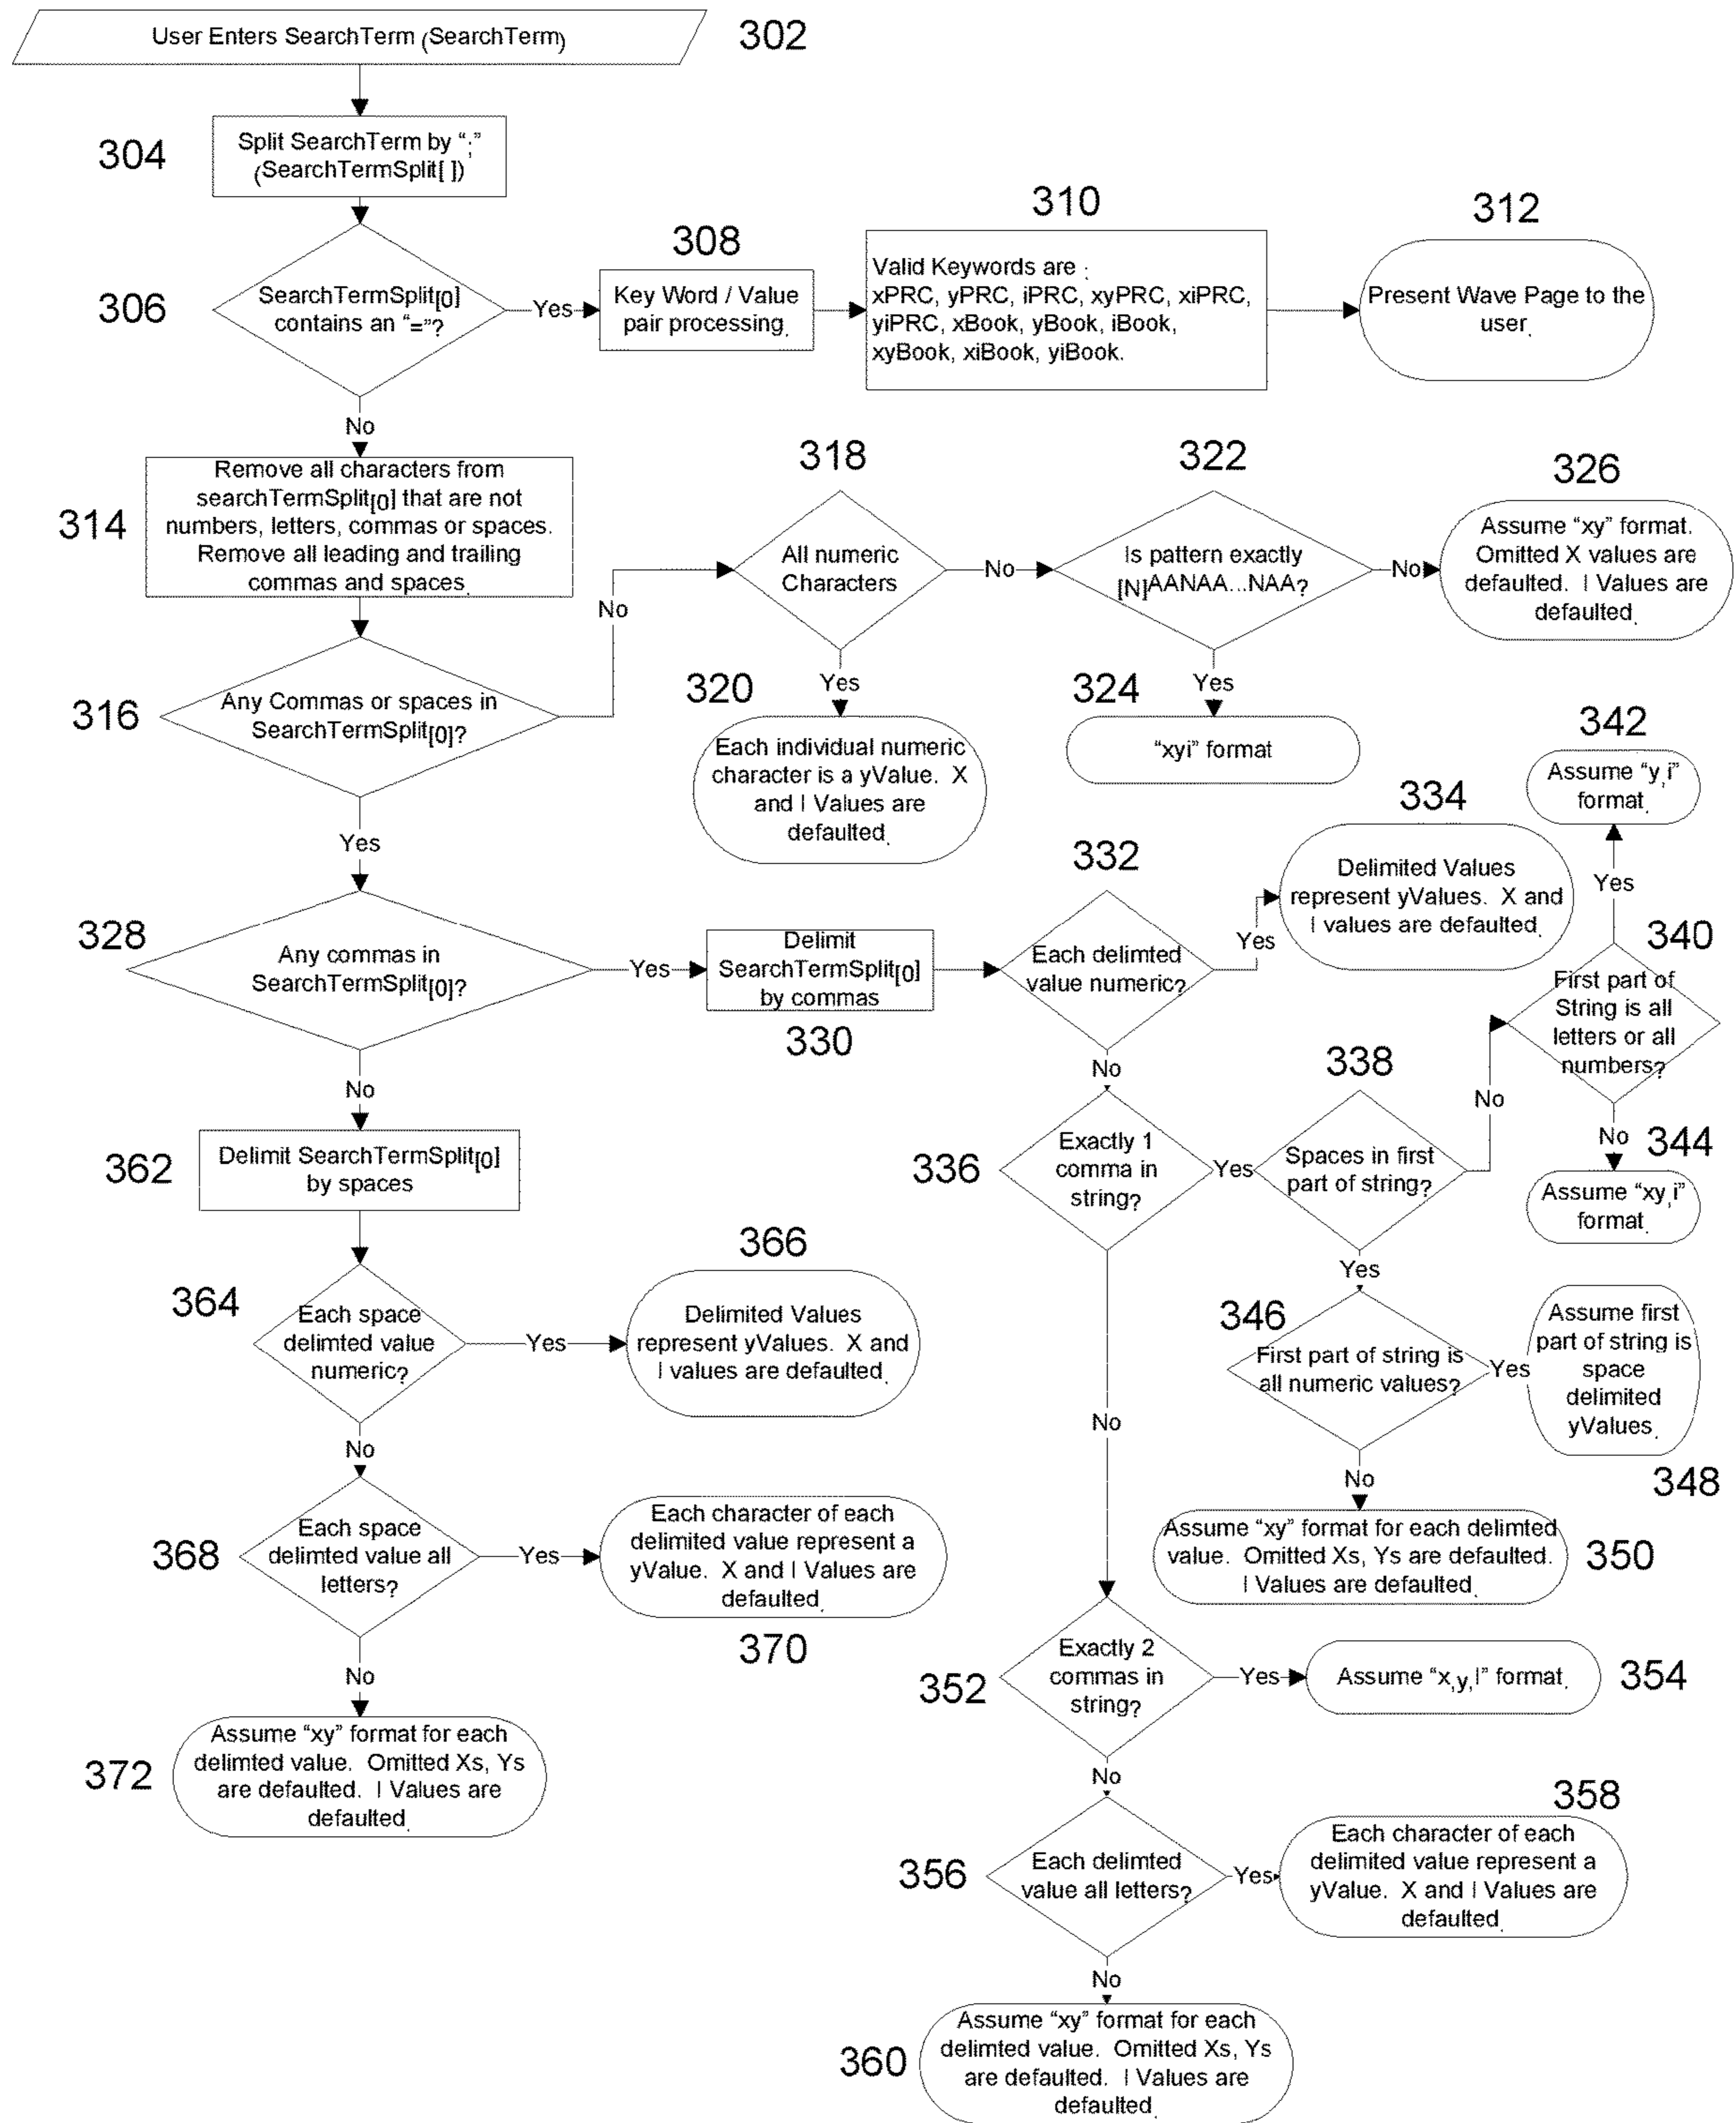 User Enters SearchTerm (SearchTerm)
302
304
Split SearchTerm by “;”
(SearchTermSplit[ ])
306
SearchTermSplit[0]
contains an “=”?
Yes
308
Key Word / Value
pair processing.
310
Valid Keywords are :
xPRC, yPRC, iPRC, xyPRC, xiPRC,
yiPRC, xBook, yBook, iBook,
xyBook, xiBook, yiBook.
312
Present Wave Page to the
user.
No
314
Remove all characters from
searchTermSplit[0] that are not
numbers, letters, commas or spaces.
Remove all leading and trailing
commas and spaces.
316
Any Commas or spaces in
SearchTermSplit[0]?
No
318
All numeric
Characters
No
322
Is pattern exactly
[N]AANAA...NAA?
No
326
Assume “xy” format.
Omitted X values are
defaulted. I Values are
defaulted.
Yes
320
Each individual numeric
character is a yValue. X
and I Values are
defaulted.
Yes
324
“xyi” format
Yes
328
Any commas in
SearchTermSplit[0]?
Yes
Delimit
SearchTermSplit[0]
by commas
330
332
Each delimted
value numeric?
Yes
334
Delimited Values
represent yValues. X and
I values are defaulted.
342
Assume “y,i”
format.
Yes
340
First part of
String is all
letters or all
numbers?
No
344
Assume “xy,i”
format.
No
336
Exactly 1
comma in
string?
Yes
338
Spaces in first
part of string?
No
Yes
346
First part of string is
all numeric values?
Yes
Assume first
part of string is
space
delimited
yValues.
348
No
Assume “xy” format for each delimted
value. Omitted Xs, Ys are defaulted.
I Values are defaulted.
350
No
362
Delimit SearchTermSplit[0]
by spaces
364
Each space
delimted value
numeric?
Yes
366
Delimited Values
represent yValues. X and
I values are defaulted.
No
368
Each space
delimted value all
letters?
Yes
Each character of each
delimited value represent a
yValue. X and I Values are
defaulted.
370
No
372
Assume “xy” format for each
delimted value. Omitted Xs, Ys
are defaulted. I Values are
defaulted.
No
352
Exactly 2
commas in
string?
Yes
Assume “x,y,I” format.
354
No
356
Each delimted
value all letters?
Yes
358
Each character of each
delimited value represent a
yValue. X and I Values are
defaulted.
No
360
Assume “xy” format for each
delimted value. Omitted Xs, Ys
are defaulted. I Values are
defaulted.